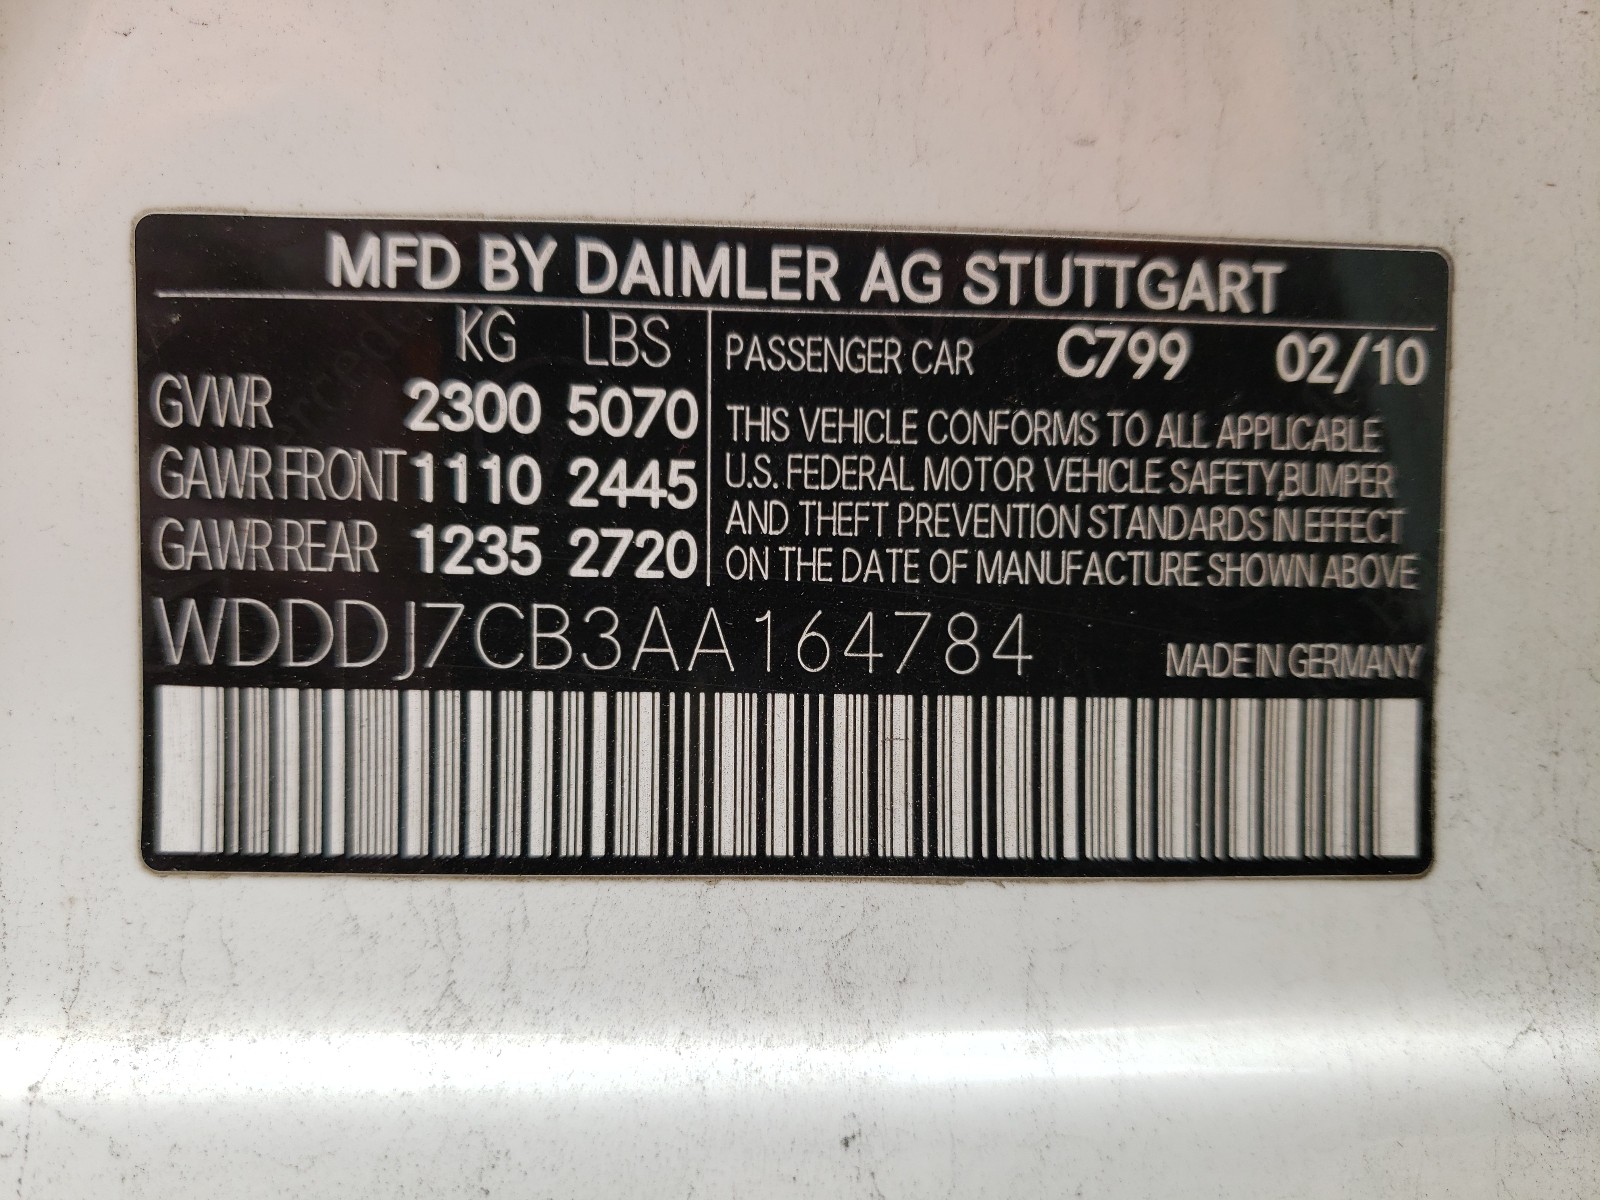 MFD BY DAIMLER AG STUTTGART
KG LBS
GVWR 2300 5070
GAWR FRONT 1110 2445
GAWR REAR 1235 2720
PASSENGER CAR C799 02/10
THIS VEHICLE CONFORMS TO ALL APPLICABLE
U.S. FEDERAL MOTOR VEHICLE SAFETY,BUMPER
AND THEFT PREVENTION STANDARDS IN EFFECT
ON THE DATE OF MANUFACTURE SHOWN ABOVE
WDDDJ7CB3AA164784
MADE IN GERMANY